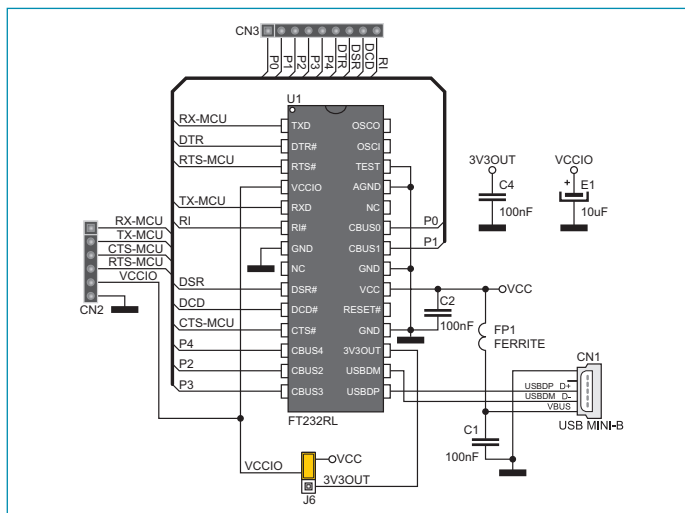 CN3
P0
P1
P2
P3
P4
DTR
DSR
DCD
RI
U1
RX-MCU
DTR
RTS-MCU
TX-MCU
RI
DSR
DCD
CTS-MCU
P4
P2
P3
TXD
DTR#
RTS#
VCCIO
RXD
RI#
GND
NC
DSR#
DCD#
CTS#
CBUS4
CBUS2
CBUS3
OSCO
OSCI
TEST
AGND
NC
CBUS0
CBUS1
GND
VCC
RESET#
GND
3V3OUT
USBDM
USBDP
FT232RL
P0
P1
RX-MCU
TX-MCU
CTS-MCU
RTS-MCU
VCCIO
CN2
3V3OUT
C4
100nF
VCCIO
+
E1
10uF
VCC
C2
100nF
FP1
FERRITE
CN1
USBDP D+
USBDM D-
VBUS
USB MINI-B
C1
100nF
VCCIO
VCC
3V3OUT
J6